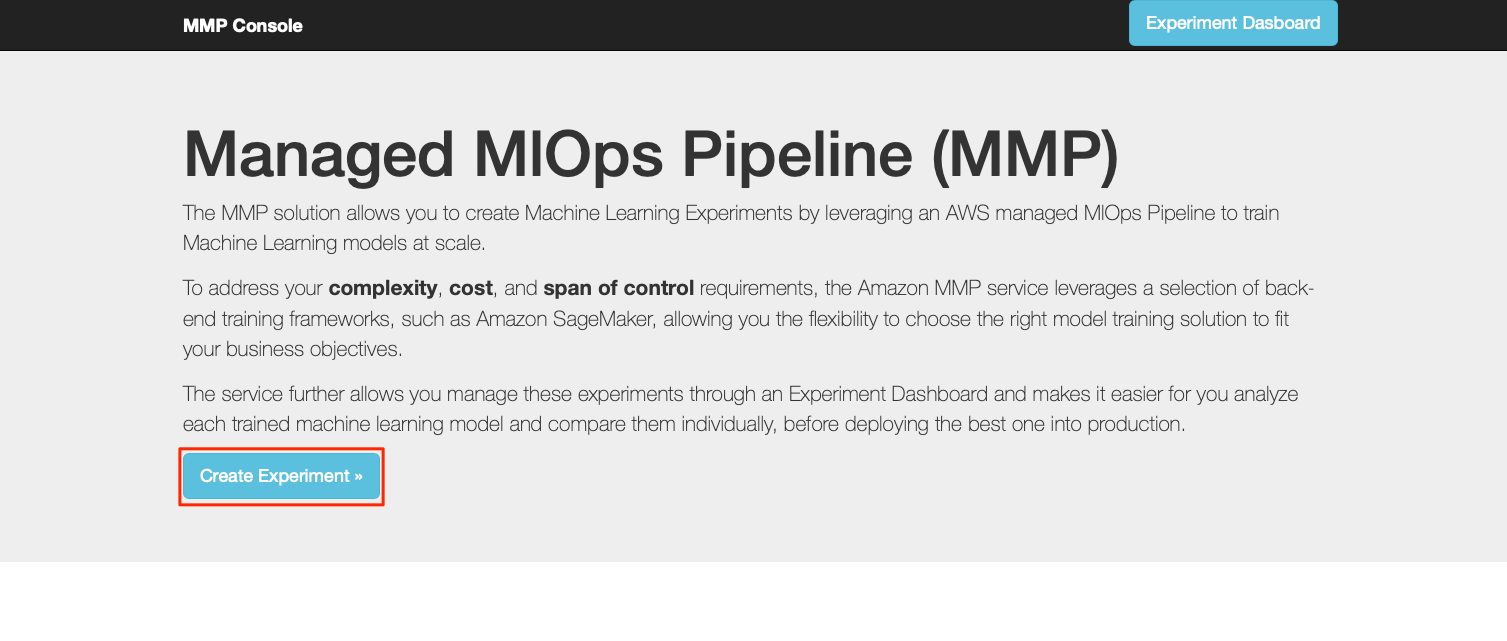 MMP Console
Experiment Dasboard
Managed MlOps Pipeline (MMP)
The MMP solution allows you to create Machine Learning Experiments by leveraging an AWS managed MlOps Pipeline to train
Machine Learning models at scale.
To address your complexity, cost, and span of control requirements, the Amazon MMP service leverages a selection of back-
end training frameworks, such as Amazon SageMaker, allowing you the flexibility to choose the right model training solution to fit
your business objectives.
The service further allows you manage these experiments through an Experiment Dashboard and makes it easier for you analyze
each trained machine learning model and compare them individually, before deploying the best one into production.
Create Experiment »